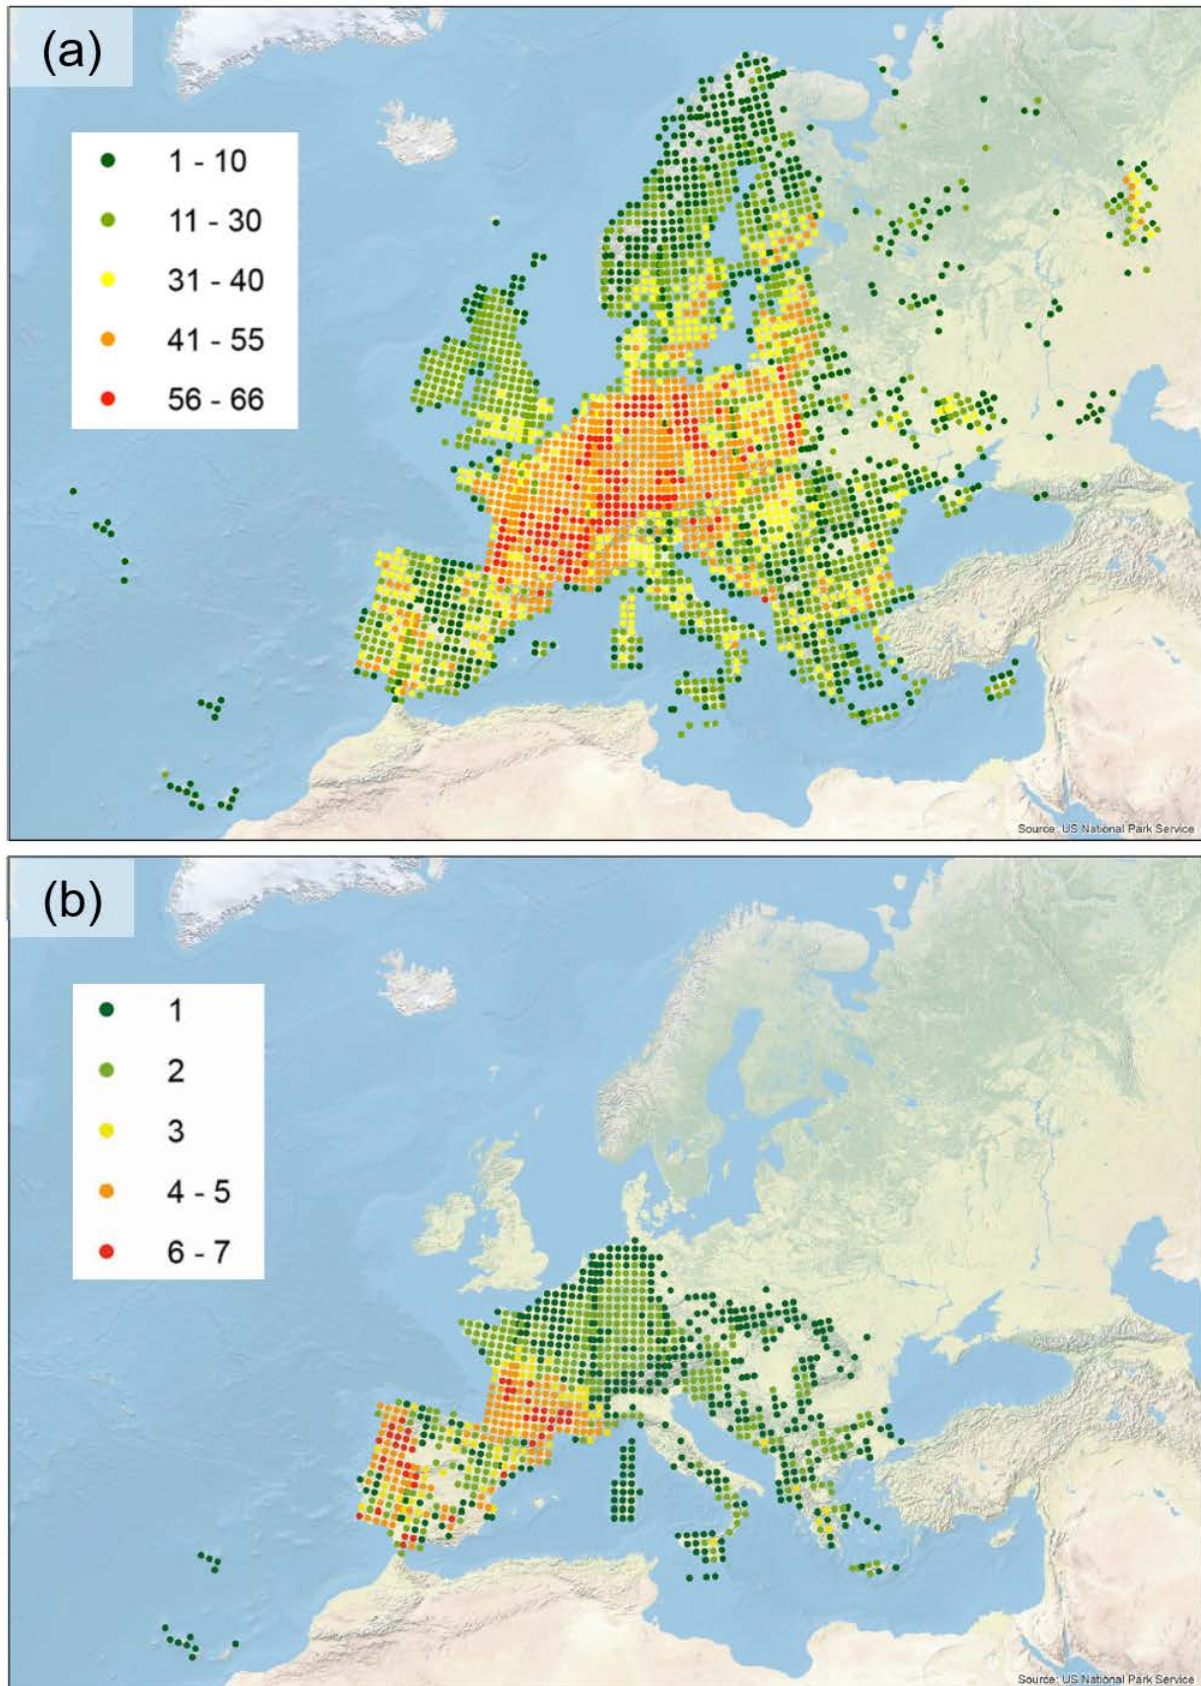 (a)
1 - 10
11 - 30
31 - 40
41 - 55
56 - 66
Source: US National Park Service
(b)
1
2
3
4 - 5
6 - 7
Source: US National Park Service